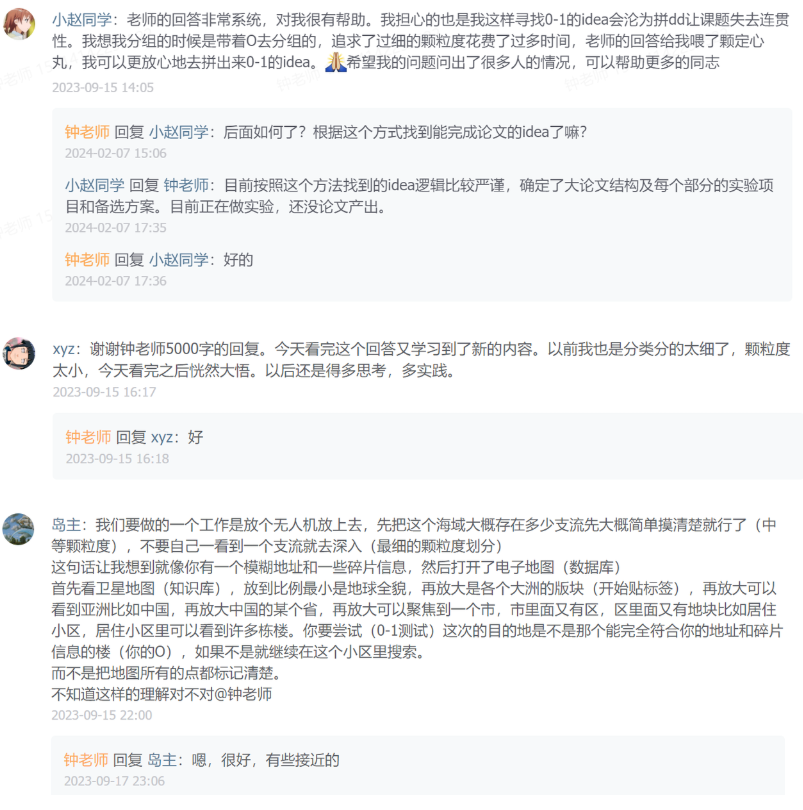 小赵同学：老师的回答非常系统，对我很有帮助。我担心的也是我这样寻找0-1的idea会沦为拼dd让课题失去连贯
性。我想我分组的时候是带着O去分组的，追求了过细的颗粒度花费了过多时间，老师的回答给我喂了颗定心
丸，我可以更放心地去拼出来0-1的idea。🙏希望我的问题问出了很多人的情况，可以帮助更多的同志
2023-09-15 14:05
钟老师 回复 小赵同学：后面如何了？根据这个方式找到能完成论文的idea了嘛？
2024-02-07 15:06
小赵同学 回复 钟老师：目前按照这个方法找到的idea逻辑比较严谨，确定了大论文结构及每个部分的实验项
目和备选方案。目前正在做实验，还没论文产出。
2024-02-07 17:35
钟老师 回复 小赵同学：好的
2024-02-07 17:36
xyz：谢谢钟老师5000字的回复。今天看完这个回答又学习到了新的内容。以前我也是分类分的太细了，颗粒度
太小，今天看完之后恍然大悟。以后还是得多思考，多实践。
2023-09-15 16:17
钟老师 回复 xyz：好
2023-09-15 16:18
岛主：我们要做的一个工作是放个无人机放上去，先把这个海域大概存在多少支流先大概简单摸清楚就行了（中
等颗粒度），不要自己一看到一个支流就去深入（最细的颗粒度划分）
这句话让我想到就像你有一个模糊地址和一些碎片信息，然后打开了电子地图（数据库）
首先看卫星地图（知识库），放到比例最小是地球全貌，再放大是各个大洲的版块（开始贴标签），再放大可以
看到亚洲比如中国，再放大中国的某个省，再放大可以聚焦到一个市，市里面又有区，区里面又有地块比如居住
小区，居住小区里可以看到许多栋楼。你要尝试（0-1测试）这次的目的地是不是那个能完全符合你的地址和碎片
信息的楼（你的O），如果不是就继续在这个小区里搜索。
而不是把地图所有的点都标记清楚。
不知道这样的理解对不对@钟老师
2023-09-15 22:00
钟老师 回复 岛主：嗯，很好，有些接近的
2023-09-17 23:06